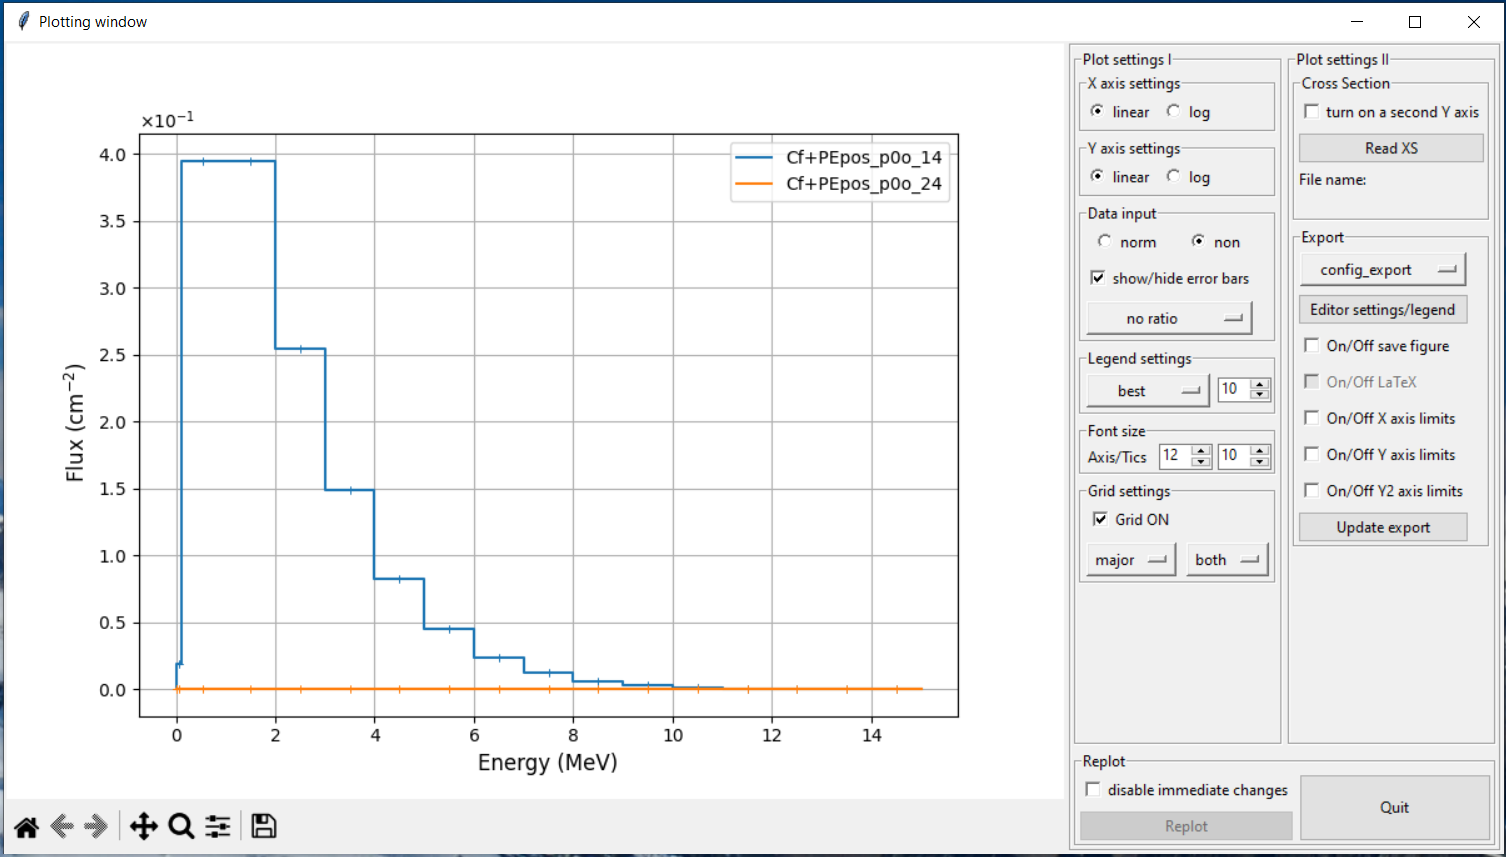 Plotting window
×10−1
4.0
3.5
3.0
2.5
2.0
1.5
1.0
0.5
0.0
Flux (cm−2)
0 2 4 6 8 10 12 14
Energy (MeV)
Cf+PEpos_p0o_14
Cf+PEpos_p0o_24
Plot settings I
X axis settings
linear log
Y axis settings
linear log
Data input
norm non
show/hide error bars
no ratio
Legend settings
best 10
Font size
Axis/Tics 12 10
Grid settings
Grid ON
major both
Plot settings II
Cross Section
turn on a second Y axis
Read XS
File name:
Export
config_export
Editor settings/legend
On/Off save figure
On/Off LaTeX
On/Off X axis limits
On/Off Y axis limits
On/Off Y2 axis limits
Update export
Replot
disable immediate changes
Replot
Quit